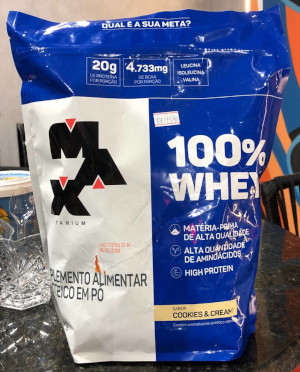 QUAL É A SUA META?
20g
DE PROTEÍNA
POR PORÇÃO
4.733mg
DE BCAA
POR PORÇÃO
LEUCINA
ISOLEUCINA
VALINA
MAX
TITANIUM
100%
WHEY
MATÉRIA-PRIMA
DE ALTA QUALIDADE
ALTA QUANTIDADE
DE AMINOÁCIDOS
HIGH PROTEIN
PLEMENTO ALIMENTAR
TEICO EM PÓ
SABOR
COOKIES & CREAM